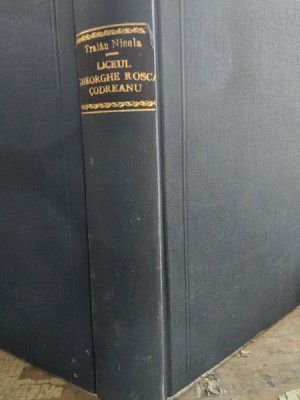 Traian Nicola
LICEUL
GHEORGHE ROSCA
CODREANU